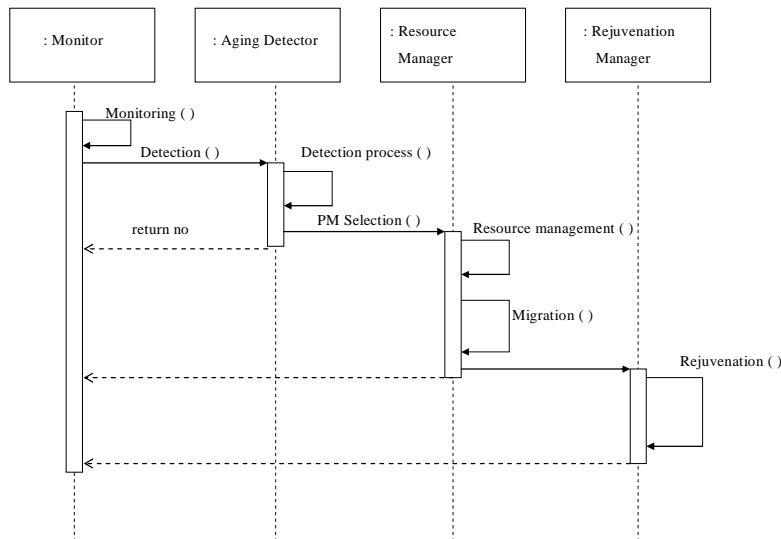 : Monitor
: Aging Detector
: Resource
Manager
: Rejuvenation
Manager
Monitoring ( )
Detection ( )
Detection process ( )
PM Selection ( )
return no
Resource management ( )
Migration ( )
Rejuvenation ( )